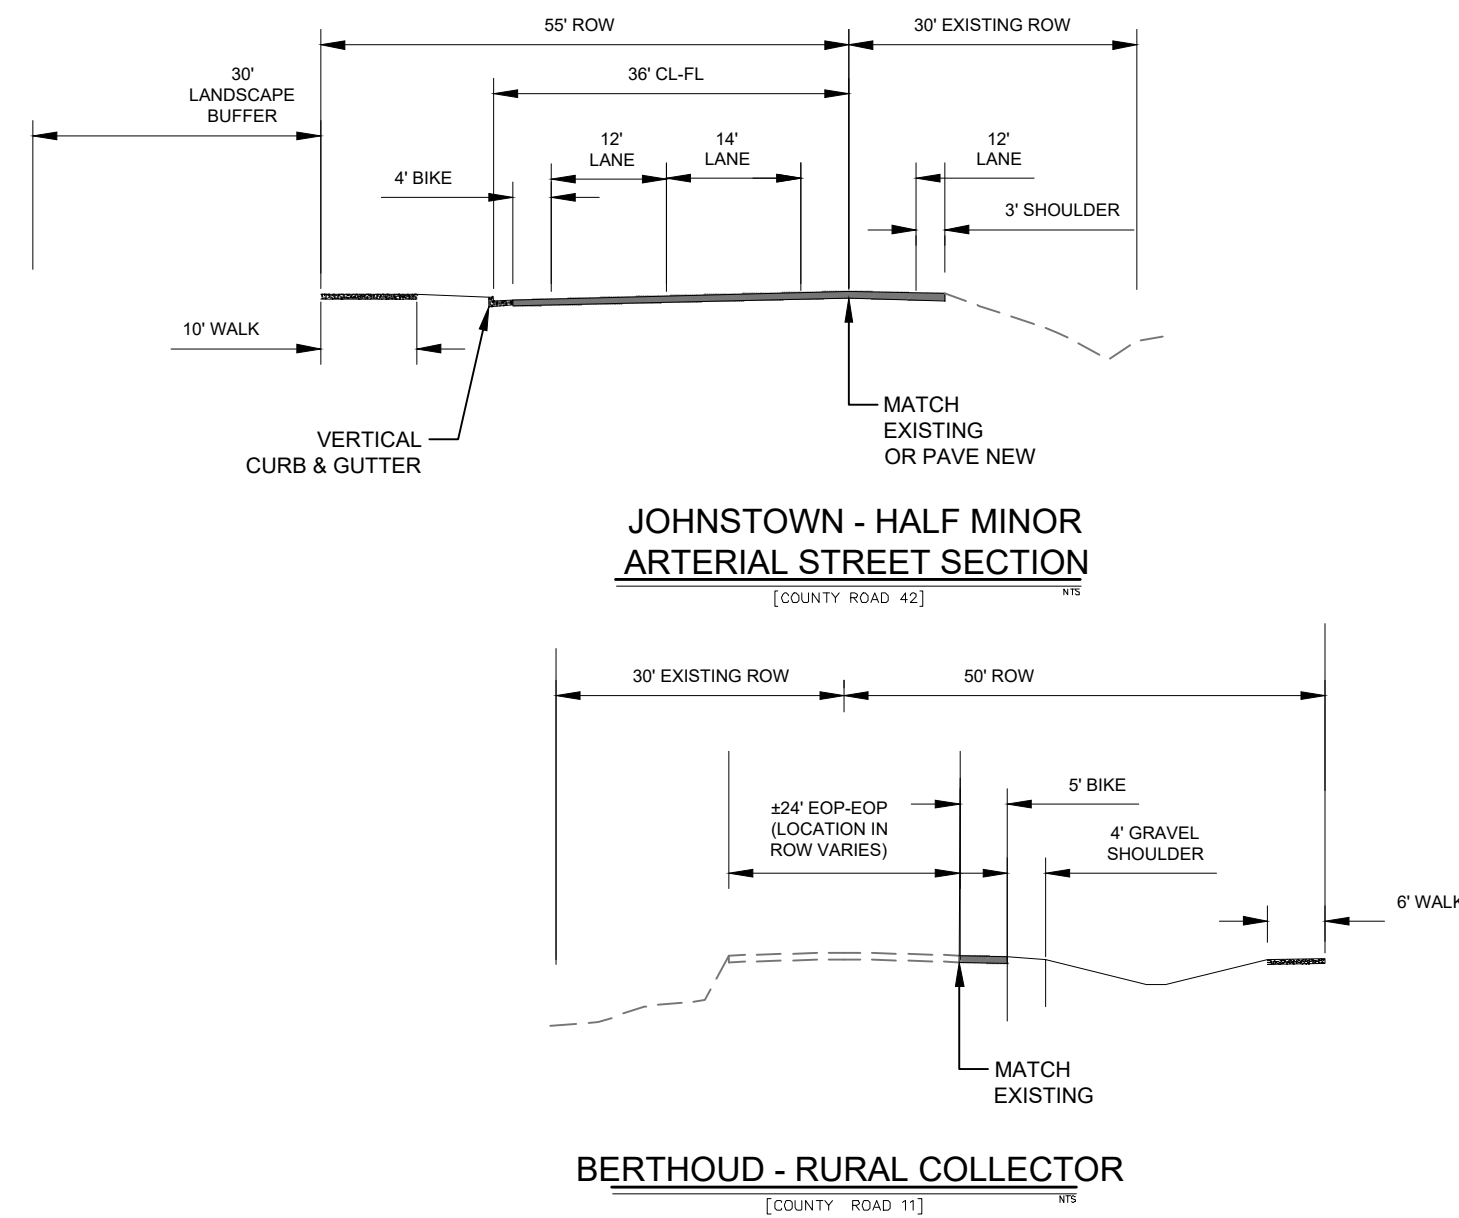 55' ROW
30' EXISTING ROW
30'
LANDSCAPE
BUFFER
36' CL-FL
12'
LANE
14'
LANE
12'
LANE
4' BIKE
3' SHOULDER
10' WALK
MATCH
EXISTING
OR PAVE NEW
VERTICAL
CURB & GUTTER
JOHNSTOWN - HALF MINOR
ARTERIAL STREET SECTION
[COUNTY ROAD 42]
NTS
30' EXISTING ROW
50' ROW
±24' EOP-EOP
(LOCATION IN
ROW VARIES)
5' BIKE
4' GRAVEL
SHOULDER
6' WALK
MATCH
EXISTING
BERTHOUD - RURAL COLLECTOR
[COUNTY ROAD 11]
NTS